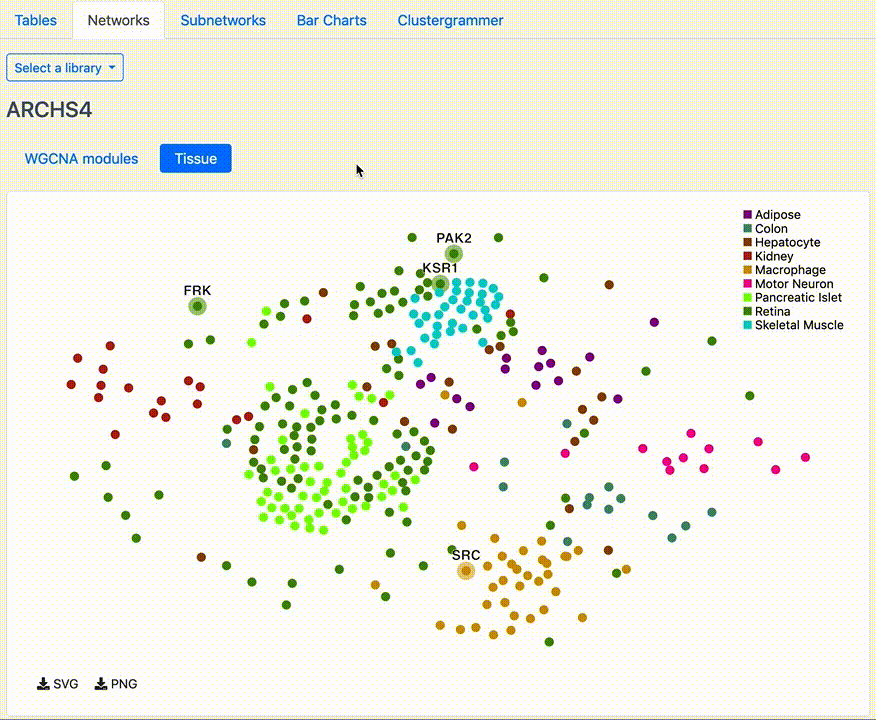 Tables Networks Subnetworks Bar Charts Clustergrammer
Select a library
ARCHS4
WGCNA modules Tissue
Adipose
Colon
Hepatocyte
Kidney
Macrophage
Motor Neuron
Pancreatic Islet
Retina
Skeletal Muscle
PAK2
KSR1
FRK
SRC
SVG PNG